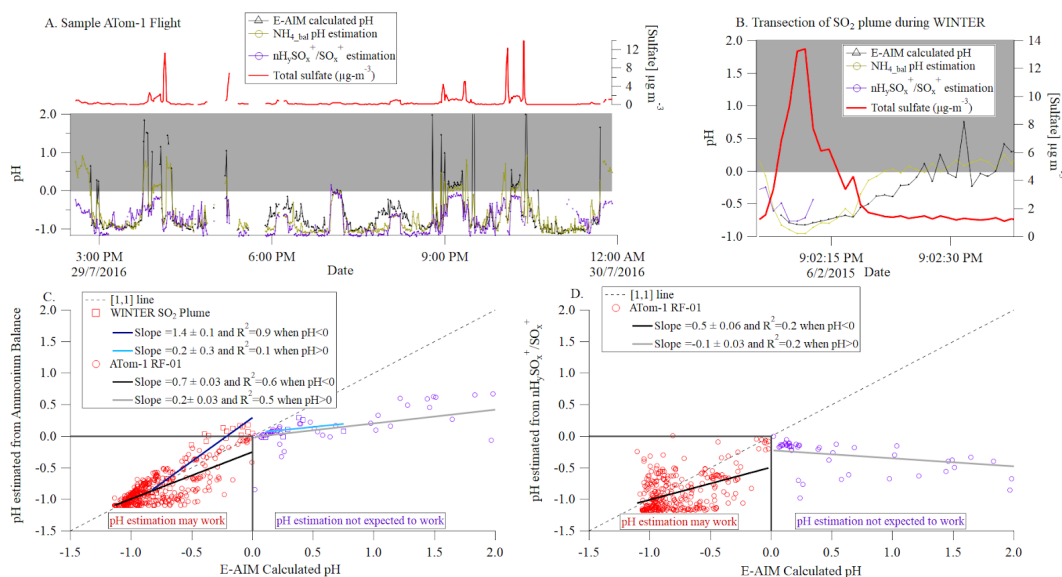 A. Sample ATom-1 Flight
E-AIM calculated pH
NH4_bal pH estimation
nHySOx+/SOx+ estimation
Total sulfate (μg-m-3)
12
8
4
0
[Sulfate] μg m-3
2.0
1.0
0.0
-1.0
pH
3:00 PM
29/7/2016
6:00 PM
9:00 PM
12:00 AM
30/7/2016
Date
B. Transection of SO2 plume during WINTER
E-AIM calculated pH
NH4_bal pH estimation
nHySOx+/SOx+ estimation
Total sulfate (μg-m-3)
2.0
1.5
1.0
0.5
0.0
-0.5
-1.0
pH
14
12
10
8
6
4
2
0
[Sulfate] μg m-3
9:02:15 PM
6/2/2015
9:02:30 PM
Date
C.
[1,1] line
WINTER SO2 Plume
Slope =1.4 ± 0.1 and R2=0.9 when pH<0
Slope =0.2 ± 0.3 and R2=0.1 when pH>0
ATom-1 RF-01
Slope =0.7± 0.03 and R2=0.6 when pH<0
Slope =0.2± 0.03 and R2=0.5 when pH>0
pH estimated from Ammonium Balance
2.0
1.5
1.0
0.5
0.0
-0.5
-1.0
-1.5
pH estimation may work
pH estimation not expected to work
-1.5
-1.0
-0.5
0.0
0.5
1.0
1.5
2.0
E-AIM Calculated pH
D.
[1,1] line
ATom-1 RF-01
Slope =0.5 ± 0.06 and R2=0.2 when pH<0
Slope =-0.1 ± 0.03 and R2=0.2 when pH>0
pH estimated from nHySOx+/SOx+
2.0
1.5
1.0
0.5
0.0
-0.5
-1.0
-1.5
pH estimation may work
pH estimation not expected to work
-1.5
-1.0
-0.5
0.0
0.5
1.0
1.5
2.0
E-AIM Calculated pH